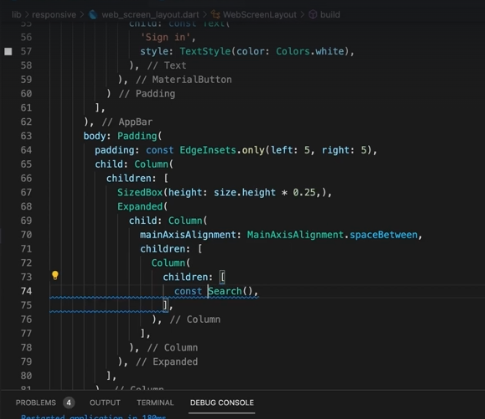 lib > responsive > web_screen_layout.dart > WebScreenLayout > build
55 child: const Text(
56 'Sign in',
57 style: TextStyle(color: Colors.white),
58 ), // Text
59 ), // MaterialButton
60 ) // Padding
61 ],
62 ), // AppBar
63 body: Padding(
64 padding: const EdgeInsets.only(left: 5, right: 5),
65 child: Column(
66 children: [
67 SizedBox(height: size.height * 0.25,),
68 Expanded(
69 child: Column(
70 mainAxisAlignment: MainAxisAlignment.spaceBetween,
71 children: [
72 Column(
73 children: [
74 const Search(),
75 ],
76 ), // Column
77 ],
78 ), // Column
79 ), // Expanded
80 ],
81 ), // Column
PROBLEMS 4 OUTPUT TERMINAL DEBUG CONSOLE
Restarted application in 180ms.